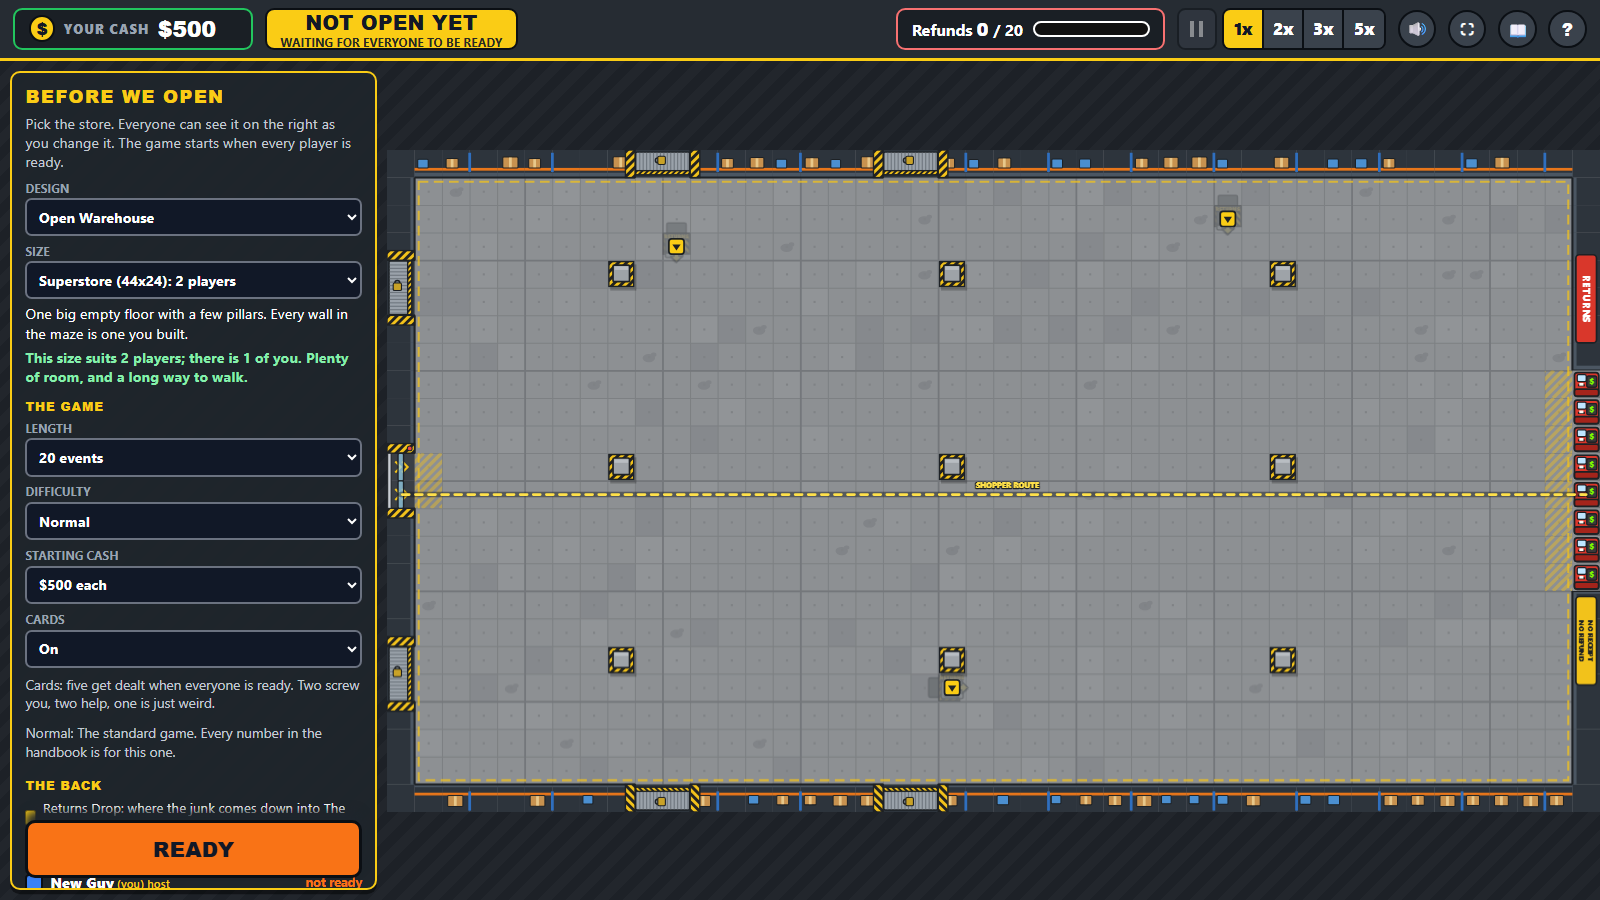 YOUR CASH $500
NOT OPEN YET
WAITING FOR EVERYONE TO BE READY
Refunds 0 / 20
1x 2x 3x 5x
?
BEFORE WE OPEN
Pick the store. Everyone can see it on the right as
you change it. The game starts when every player is
ready.
DESIGN
Open Warehouse
SIZE
Superstore (44x24): 2 players
One big empty floor with a few pillars. Every wall in
the maze is one you built.
This size suits 2 players; there is 1 of you. Plenty
of room, and a long way to walk.
THE GAME
LENGTH
20 events
DIFFICULTY
Normal
STARTING CASH
$500 each
CARDS
On
Cards: five get dealt when everyone is ready. Two screw
you, two help, one is just weird.
Normal: The standard game. Every number in the
handbook is for this one.
THE BACK
Returns Drop: where the junk comes down into The
READY
New Guy (you) host not ready
SHOPPER ROUTE
RETURNS
NO RECEIPT
NO REFUND